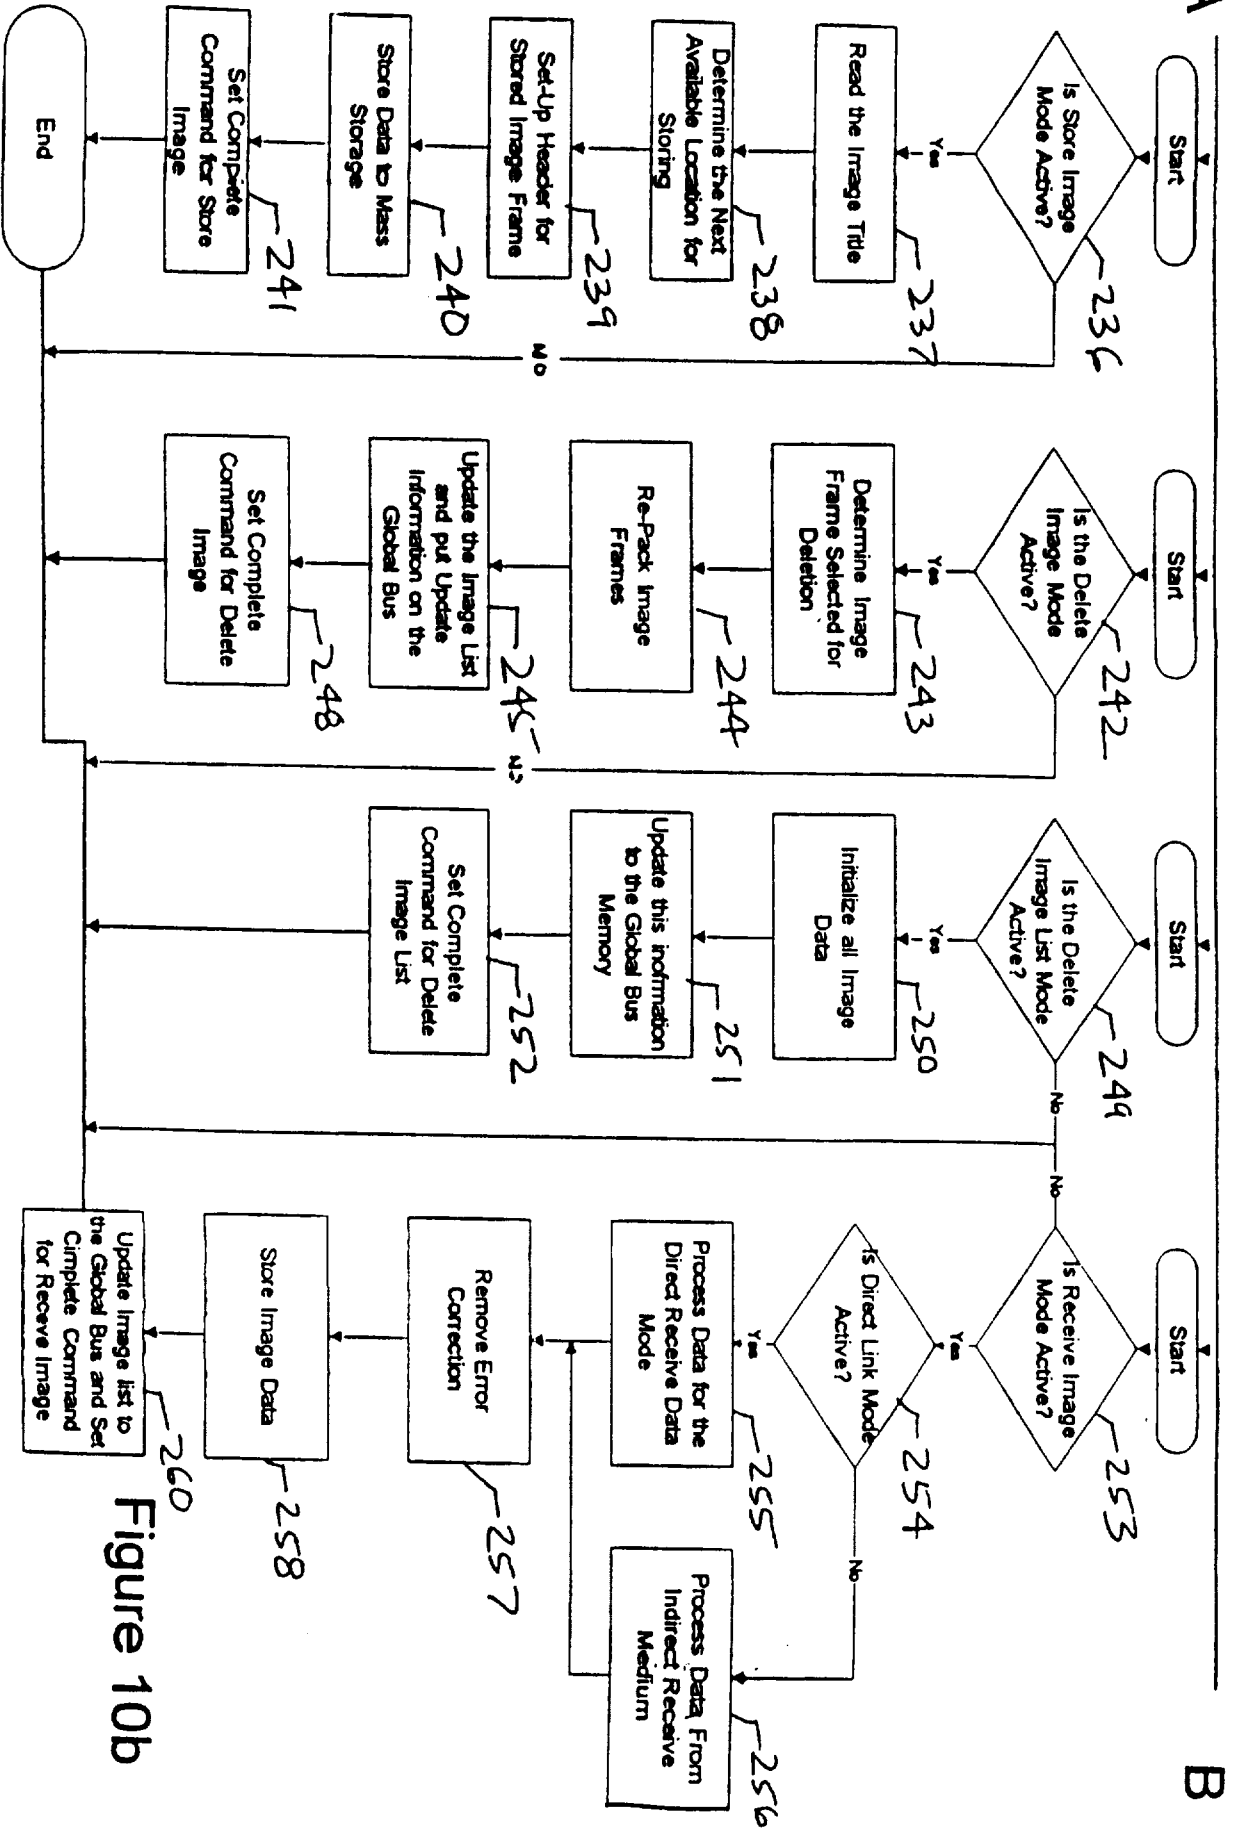 A
B
Start
Is Store Image
Mode Active?
236
Yes
No
Read the Image Title
237
Determine the Next
Available Location for
Storing
238
Set-Up Header for
Stored Image Frame
239
Store Data to Mass
Storage
240
Set Complete
Command for Store
Image
241
End
Start
Is the Delete
Image Mode
Active?
242
Yes
No
Determine Image
Frame Selected for
Deletion
243
Re-Pack Image
Frames
244
Update the Image List
and put Update
Information on the
Global Bus
245
Set Complete
Command for Delete
Image
248
Start
Is the Delete
Image List Mode
Active?
249
Yes
No
Initialize all Image
Data
250
Update this inofrmation
to the Global Bus
Memory
251
Set Complete
Command for Delete
Image List
252
Start
Is Receive Image
Mode Active?
253
No
Yes
Is Direct Link Mode
Active?
254
Yes
No
Process Data for the
Direct Receive Data
Mode
255
Process Data From
Indirect Receive
Medium
256
Remove Error
Correction
257
Store Image Data
258
Update Image list to
the Global Bus and Set
Cimplete Command
for Receve Image
260
Figure 10b